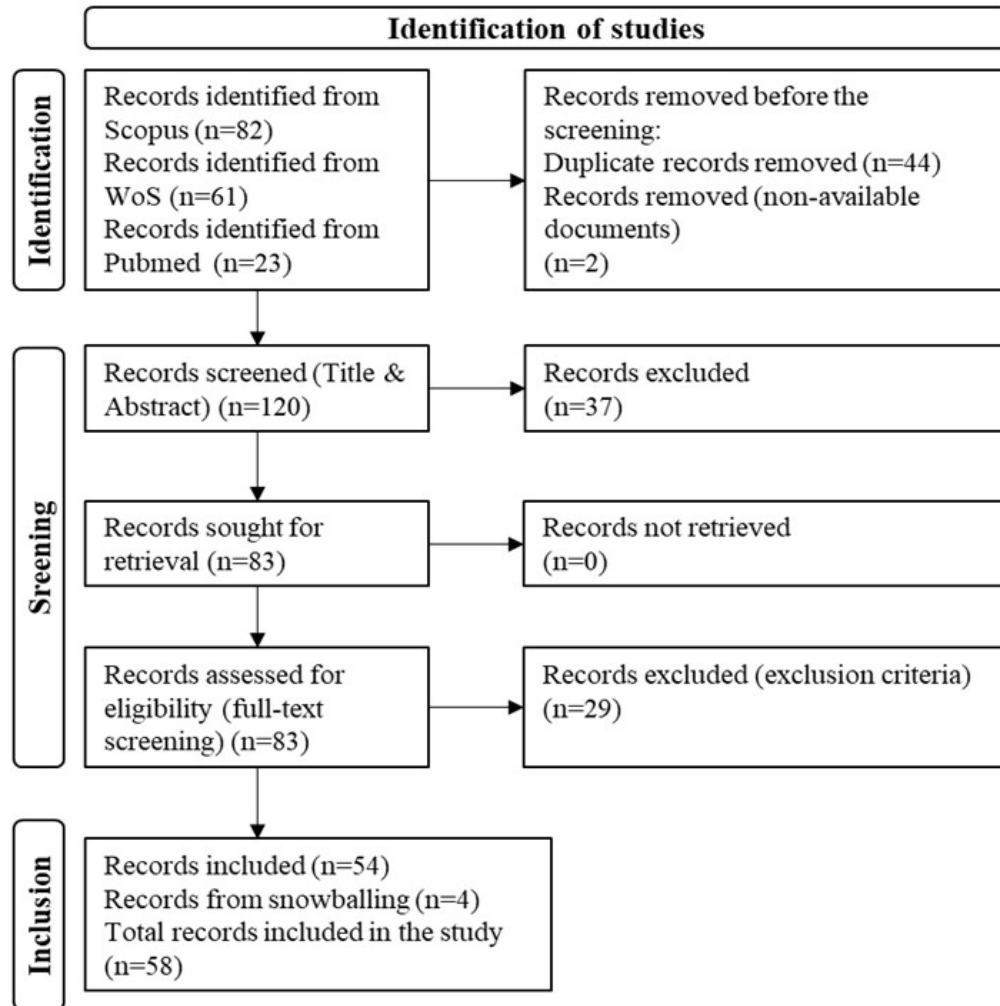 Identification of studies
Identification
Records identified from
Scopus (n=82)
Records identified from
WoS (n=61)
Records identified from
Pubmed (n=23)
Records removed before the
screening:
Duplicate records removed (n=44)
Records removed (non-available
documents)
(n=2)
Sreening
Records screened (Title &
Abstract) (n=120)
Records excluded
(n=37)
Records sought for
retrieval (n=83)
Records not retrieved
(n=0)
Records assessed for
eligibility (full-text
screening) (n=83)
Records excluded (exclusion criteria)
(n=29)
Inclusion
Records included (n=54)
Records from snowballing (n=4)
Total records included in the study
(n=58)